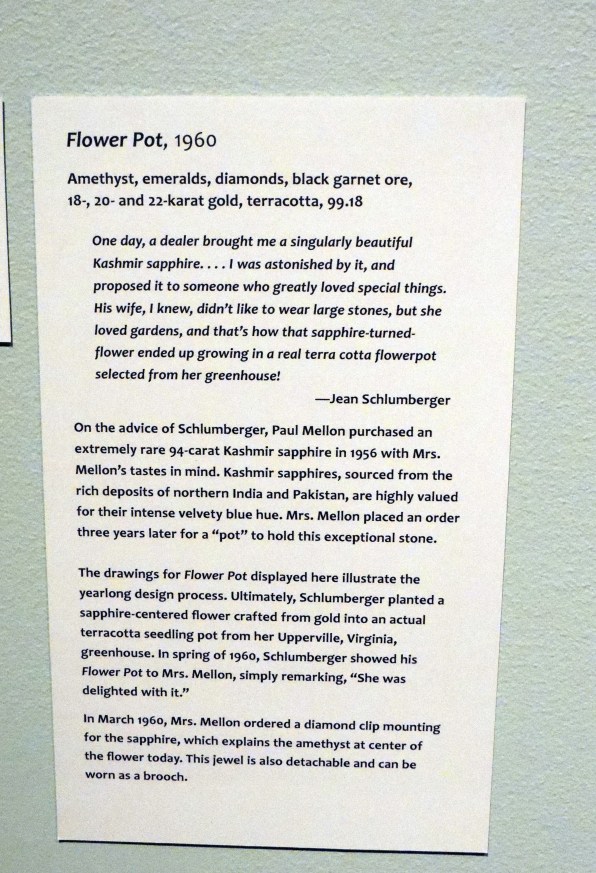 Flower Pot, 1960
Amethyst, emeralds, diamonds, black garnet ore,
18-, 20- and 22-karat gold, terracotta, 99.18
One day, a dealer brought me a singularly beautiful
Kashmir sapphire. . . . I was astonished by it, and
proposed it to someone who greatly loved special things.
His wife, I knew, didn’t like to wear large stones, but she
loved gardens, and that’s how that sapphire-turned-
flower ended up growing in a real terra cotta flowerpot
selected from her greenhouse!
—Jean Schlumberger
On the advice of Schlumberger, Paul Mellon purchased an
extremely rare 94-carat Kashmir sapphire in 1956 with Mrs.
Mellon’s tastes in mind. Kashmir sapphires, sourced from the
rich deposits of northern India and Pakistan, are highly valued
for their intense velvety blue hue. Mrs. Mellon placed an order
three years later for a “pot” to hold this exceptional stone.
The drawings for Flower Pot displayed here illustrate the
yearlong design process. Ultimately, Schlumberger planted a
sapphire-centered flower crafted from gold into an actual
terracotta seedling pot from her Upperville, Virginia,
greenhouse. In spring of 1960, Schlumberger showed his
Flower Pot to Mrs. Mellon, simply remarking, “She was
delighted with it.”
In March 1960, Mrs. Mellon ordered a diamond clip mounting
for the sapphire, which explains the amethyst at center of
the flower today. This jewel is also detachable and can be
worn as a brooch.